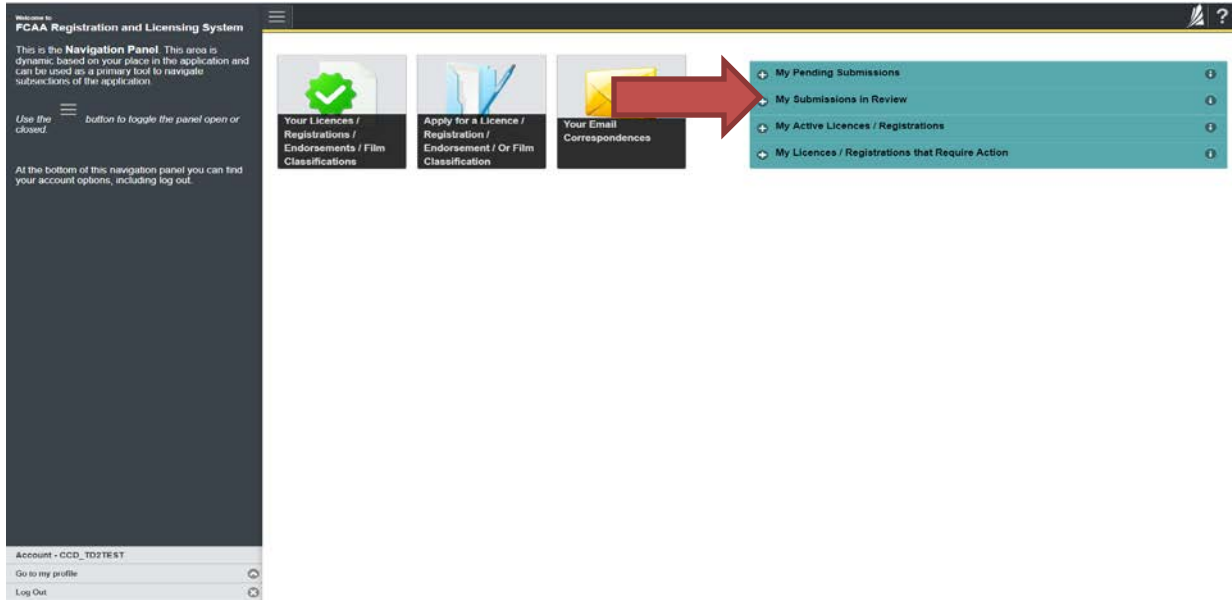 Welcome to
FCAA Registration and Licensing System
This is the Navigation Panel. This area is
dynamic based on your place in the application and
can be used as a primary tool to navigate
subsections of the application.
Use the button to toggle the panel open or
closed.
At the bottom of this navigation panel you can find
your account options, including log out.
Account - CCD_TD2TEST
Go to my profile
Log Out
?
Your Licences /
Registrations /
Endorsements / Film
Classifications
Apply for a Licence /
Registration /
Endorsement / Or Film
Classification
Your Email
Correspondences
My Pending Submissions
My Submissions in Review
My Active Licences / Registrations
My Licences / Registrations that Require Action